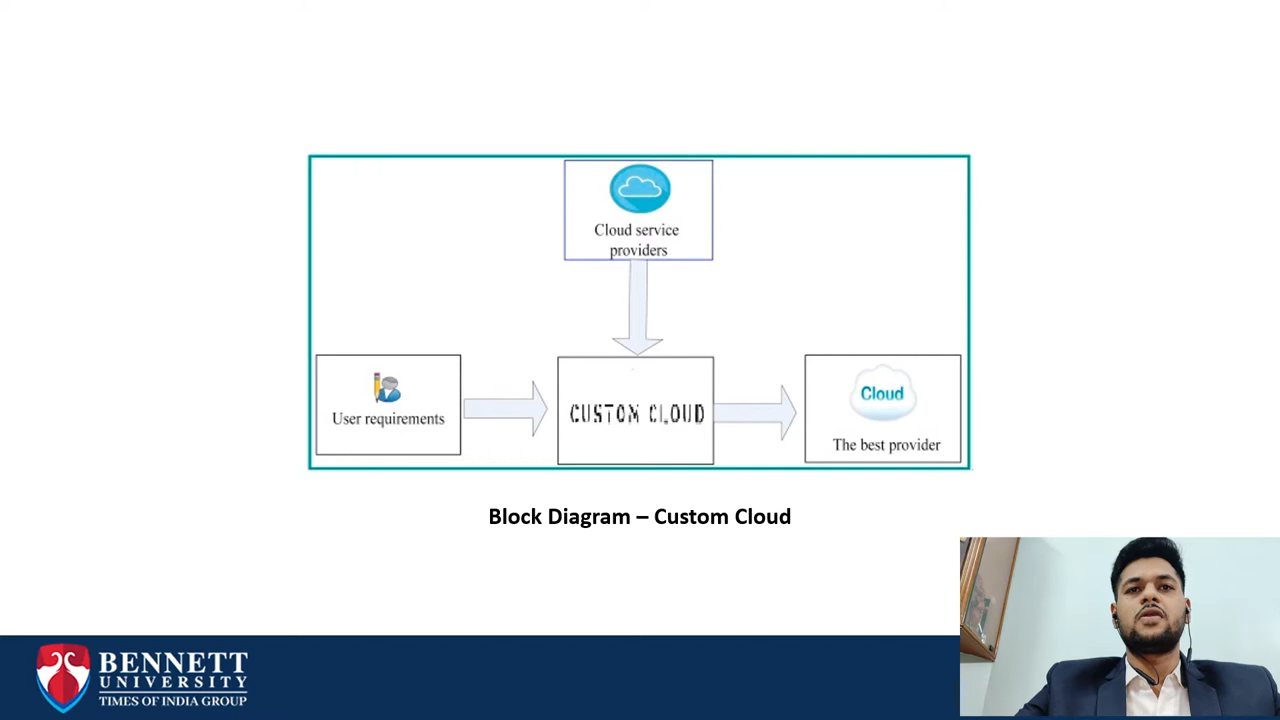 Cloud service
providers
User requirements
CUSTOM CLOUD
Cloud
The best provider
Block Diagram – Custom Cloud
BENNETT
UNIVERSITY
TIMES OF INDIA GROUP